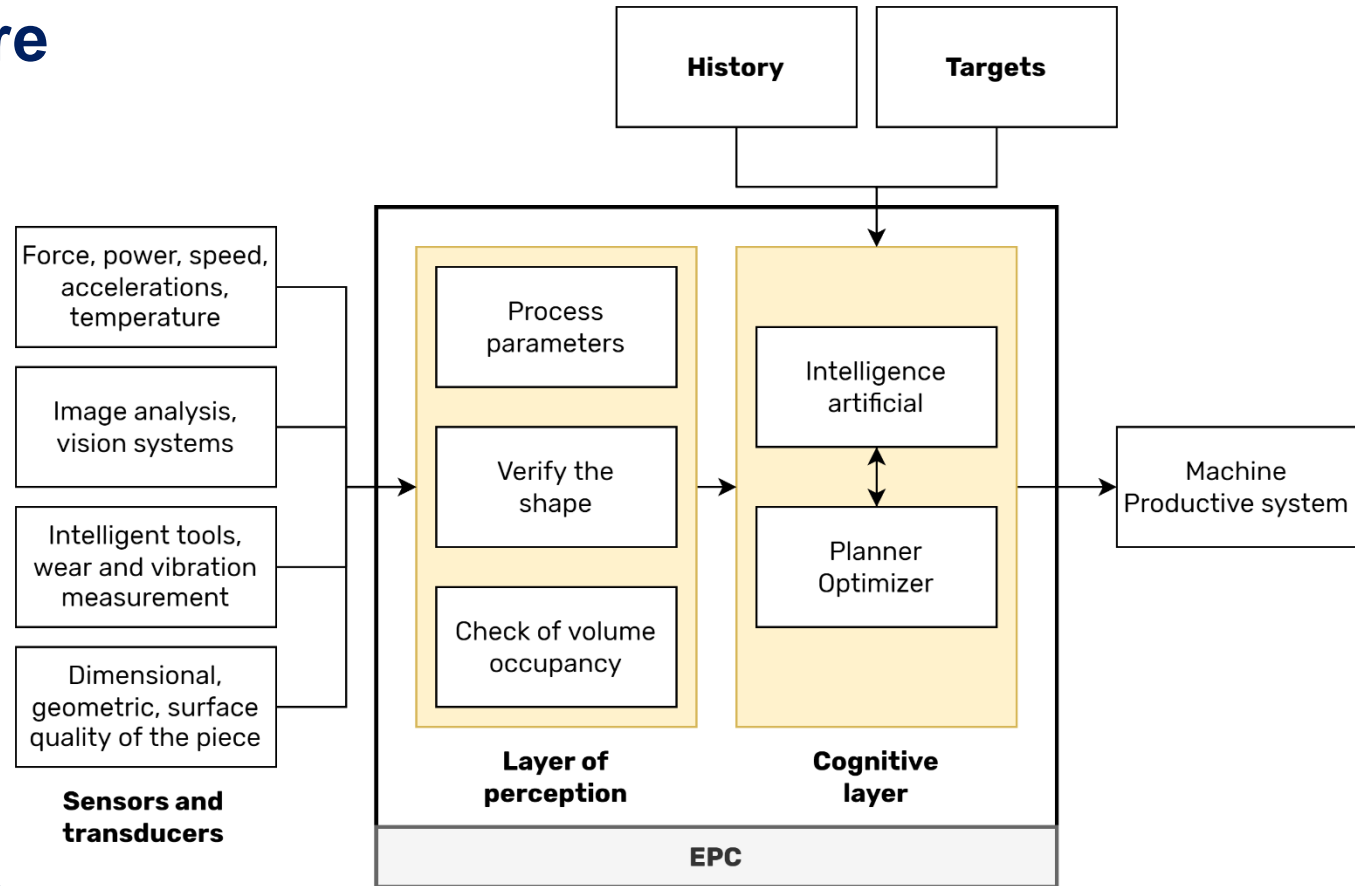 re
History
Targets
Force, power, speed,
accelerations,
temperature
Image analysis,
vision systems
Intelligent tools,
wear and vibration
measurement
Dimensional,
geometric, surface
quality of the piece
Sensors and
transducers
Process
parameters
Verify the
shape
Check of volume
occupancy
Layer of
perception
Intelligence
artificial
Planner
Optimizer
Cognitive
layer
EPC
Machine
Productive system